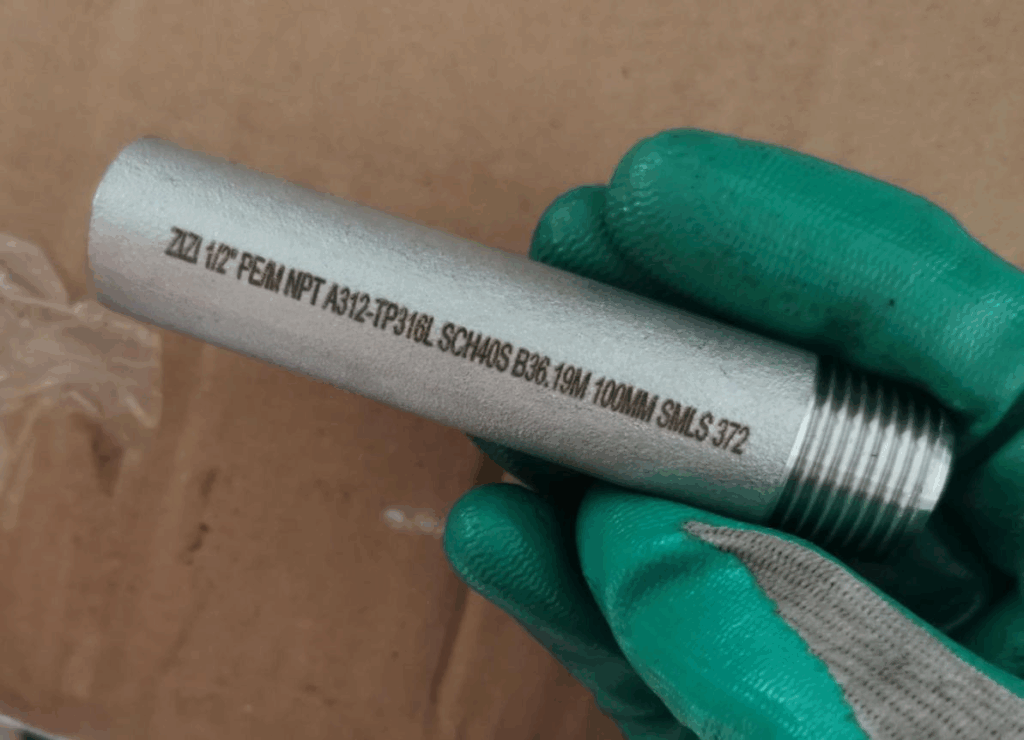 ZIZI 1/2" PE/M NPT A312-TP316L SCH40S B36.19M 100MM SMLS 372